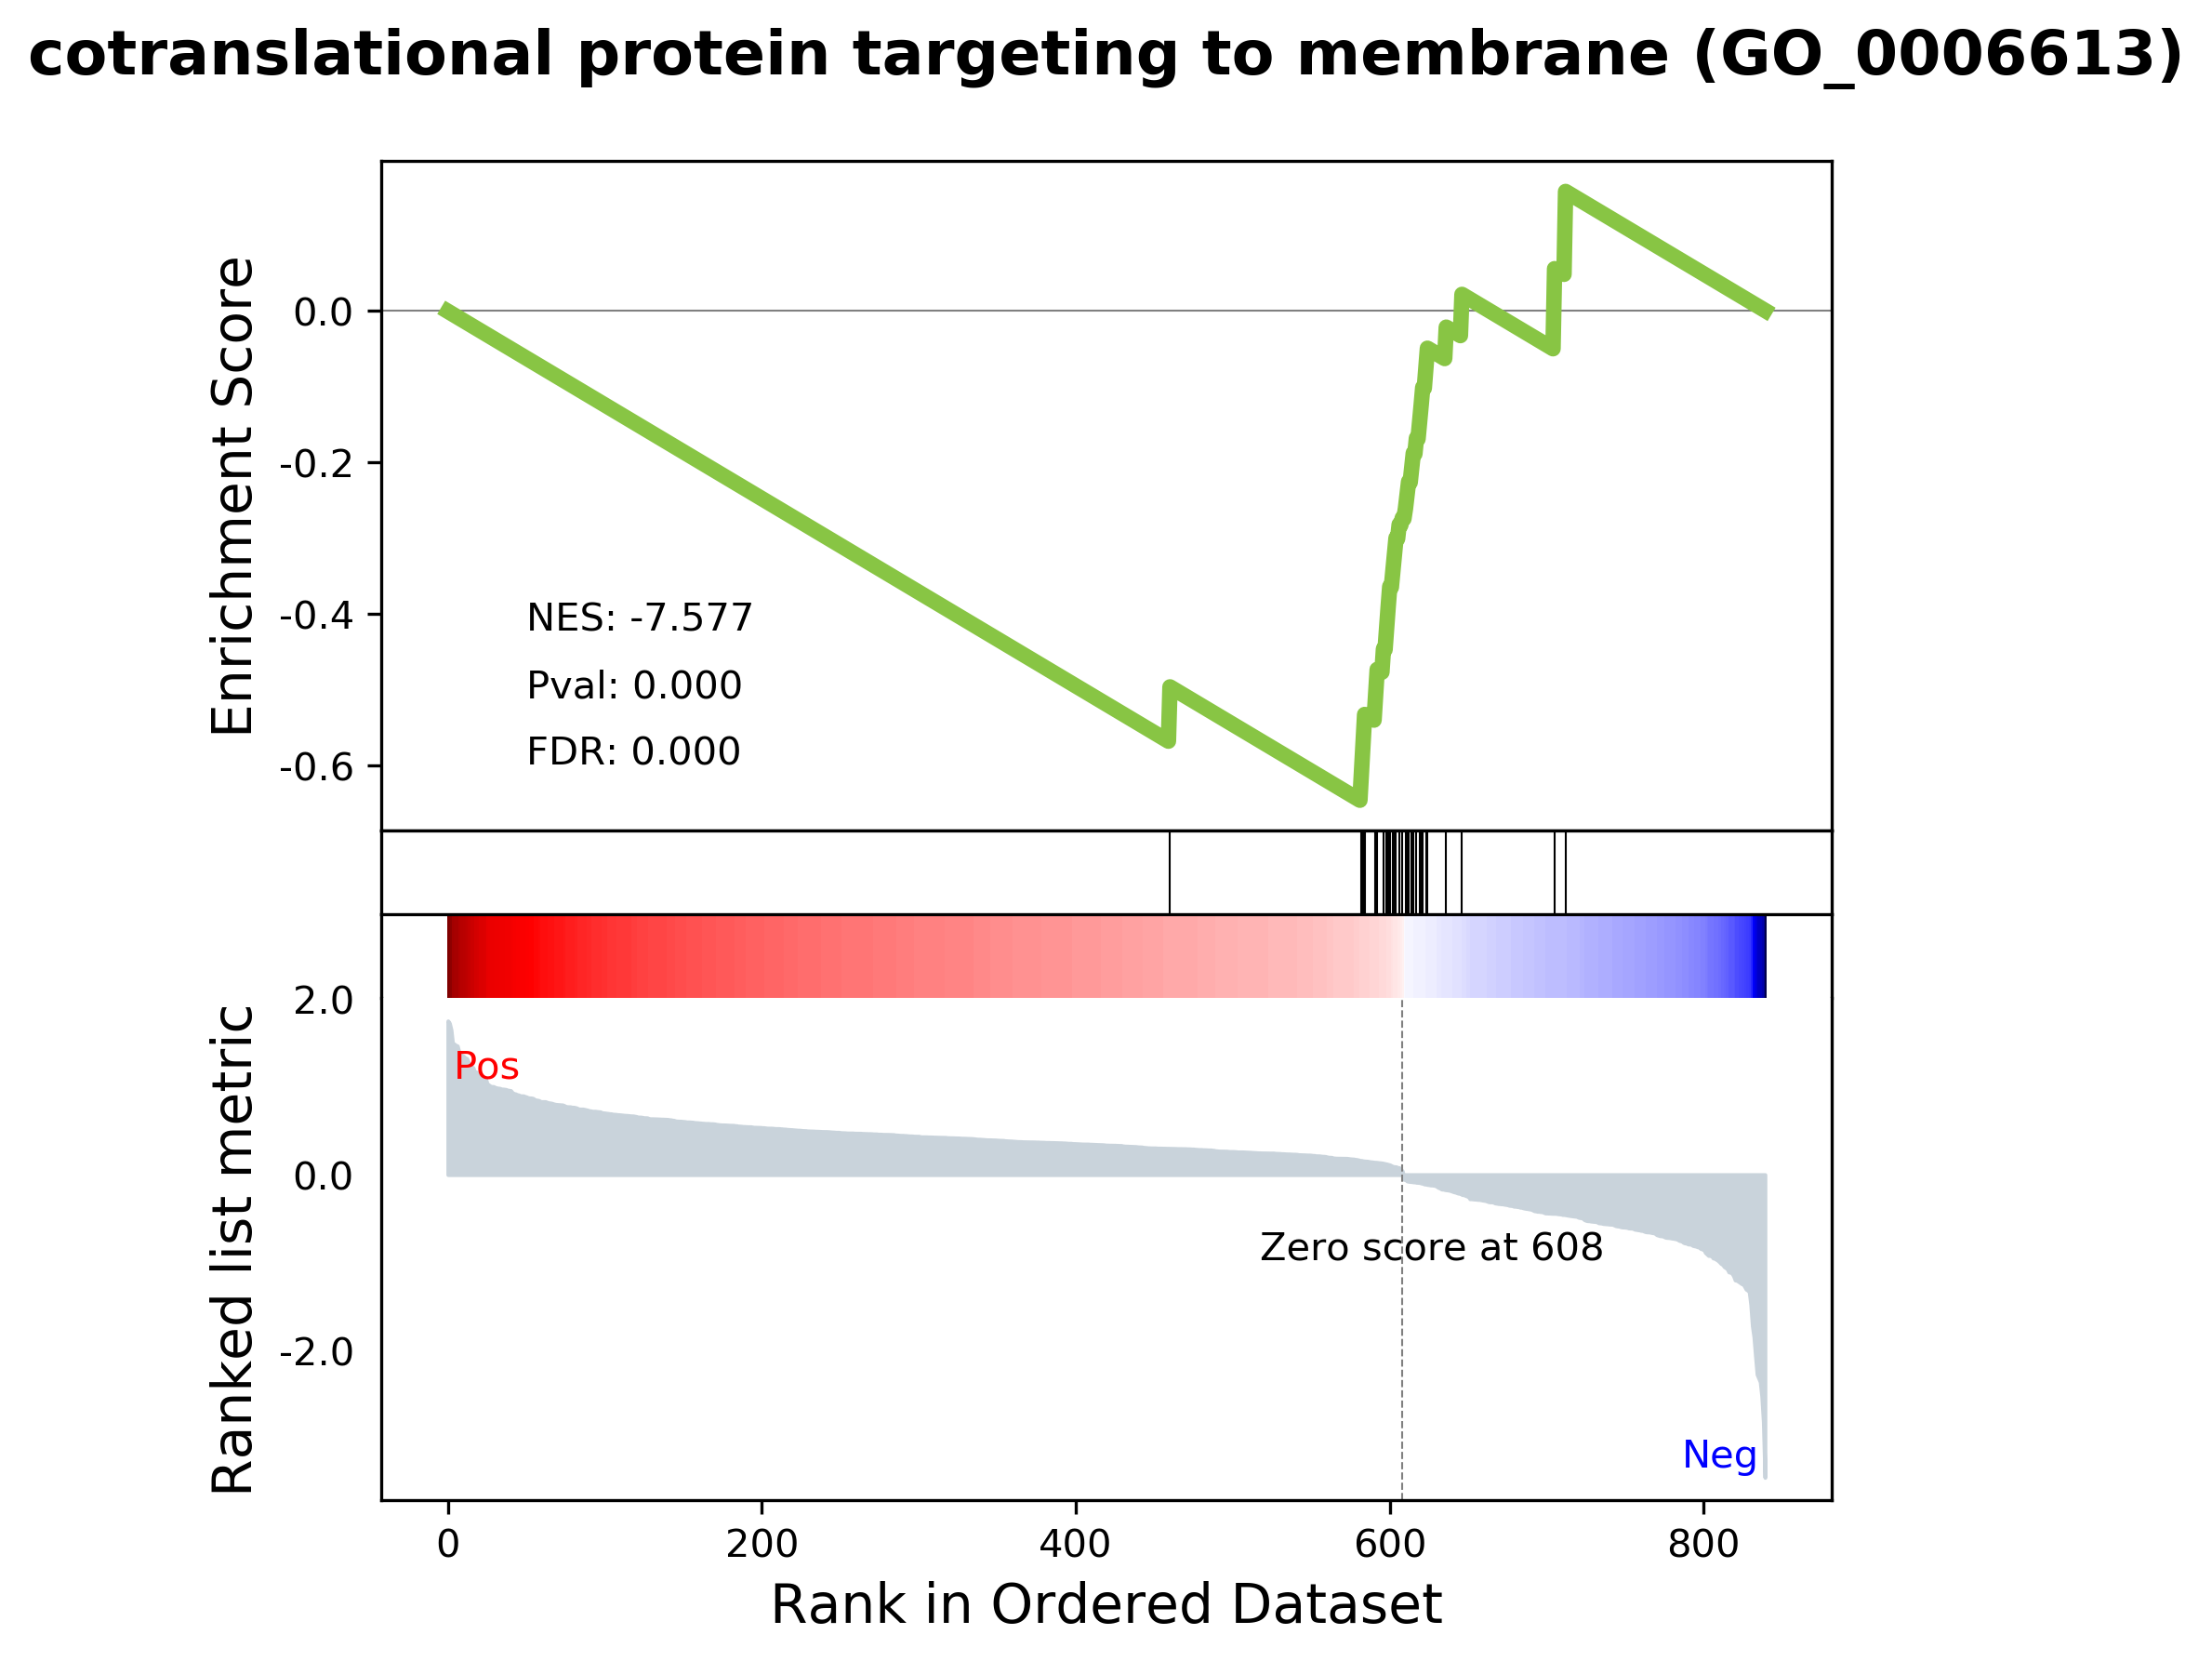 cotranslational protein targeting to membrane (GO_0006613)
Enrichment Score
0.0
-0.2
-0.4
-0.6
NES: -7.577
Pval: 0.000
FDR: 0.000
Ranked list metric
2.0
0.0
-2.0
Pos
Zero score at 608
Neg
0 200 400 600 800
Rank in Ordered Dataset